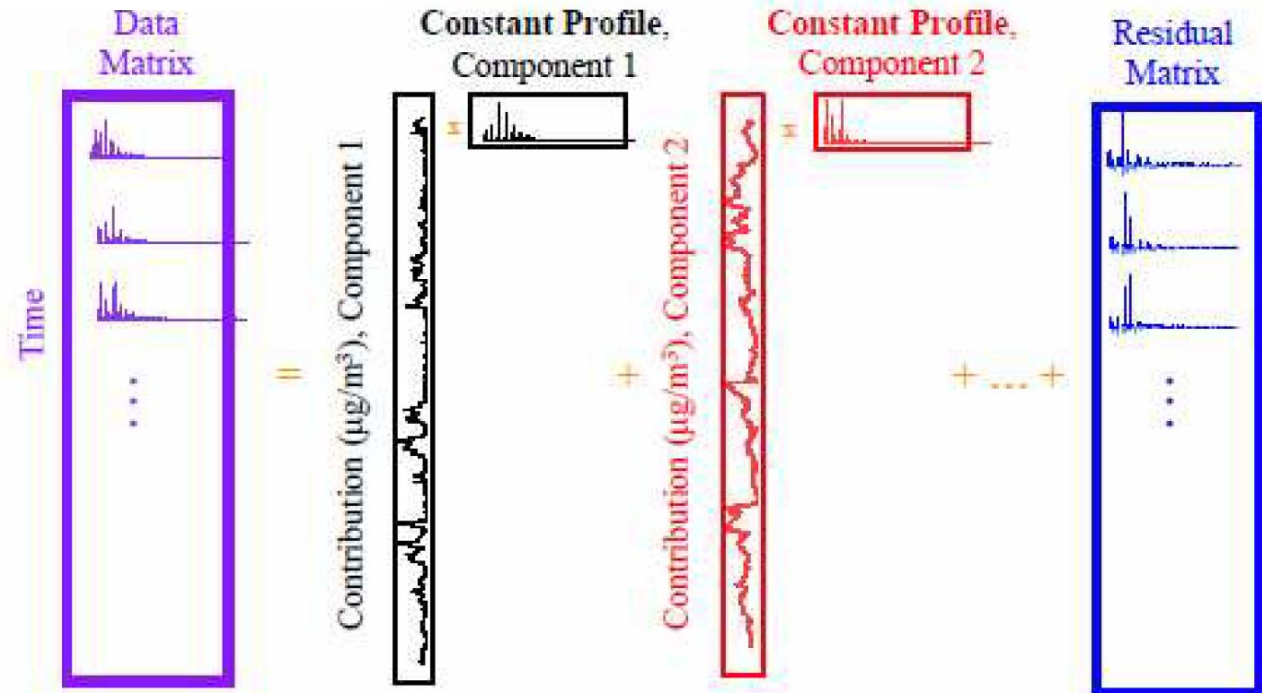 Data
Matrix
Constant Profile,
Component 1
Constant Profile,
Component 2
Residual
Matrix
Time
=
Contribution (µg/m³), Component 1
x
+
Contribution (µg/m³), Component 2
x
+ ... +